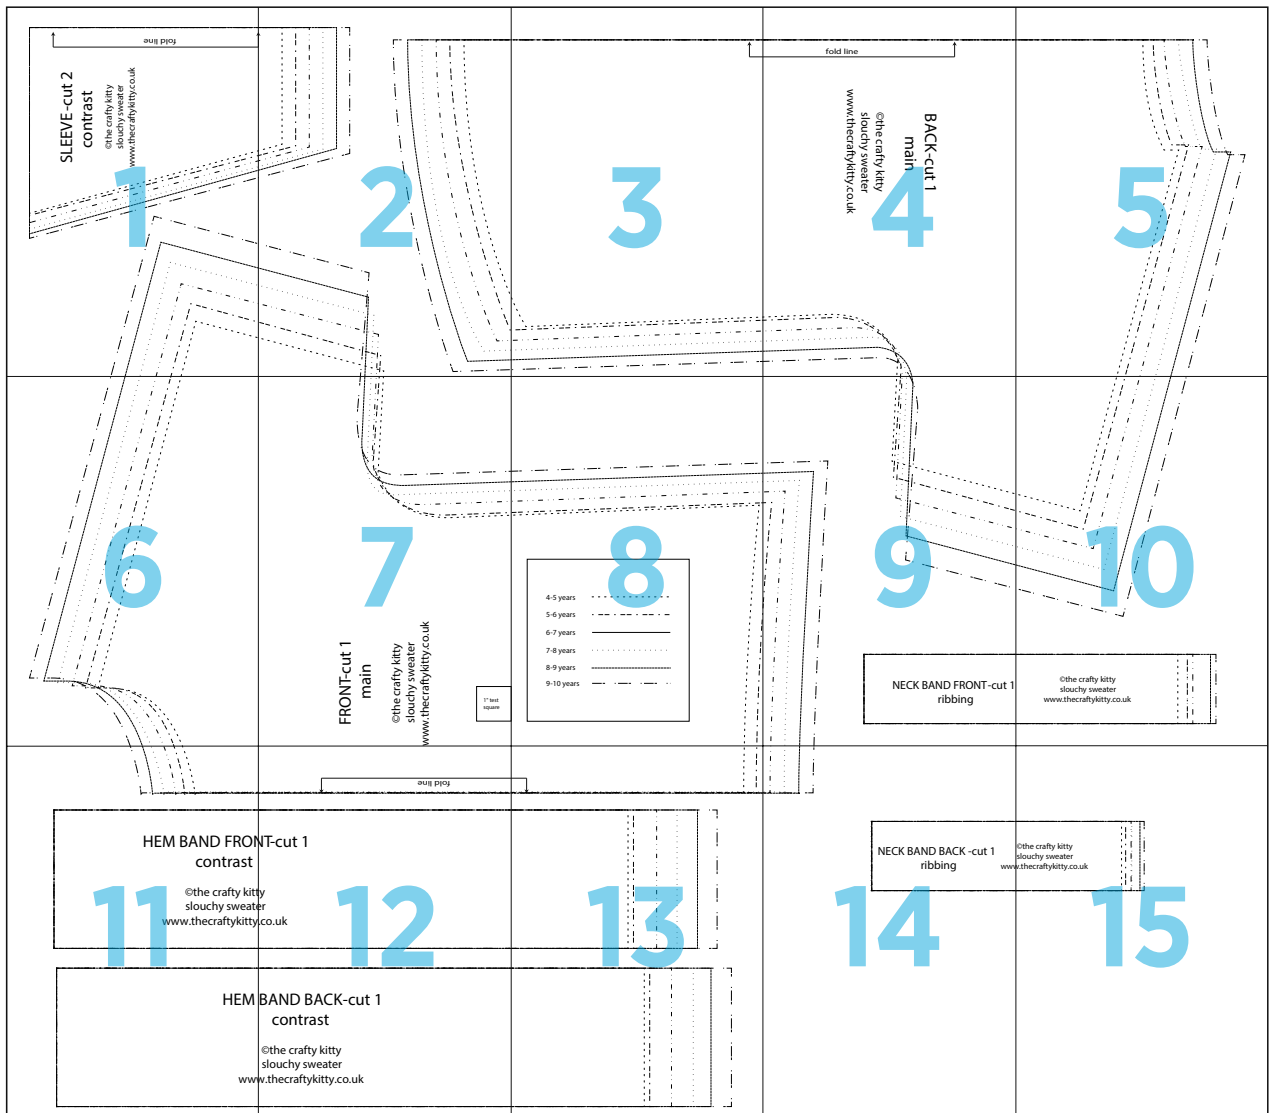 fold line
SLEEVE-cut 2
contrast
©the crafty kitty
slouchy sweater
www.thecraftykitty.co.uk
fold line
BACK-cut 1
main
©the crafty kitty
slouchy sweater
www.thecraftykitty.co.uk
1
2
3
4
5
6
7
8
9
10
4-5 years
5-6 years
6-7 years
7-8 years
8-9 years
9-10 years
1" test
square
FRONT-cut 1
main
©the crafty kitty
slouchy sweater
www.thecraftykitty.co.uk
fold line
NECK BAND FRONT-cut 1
ribbing
©the crafty kitty
slouchy sweater
www.thecraftykitty.co.uk
HEM BAND FRONT-cut 1
contrast
©the crafty kitty
slouchy sweater
www.thecraftykitty.co.uk
NECK BAND BACK -cut 1
ribbing
©the crafty kitty
slouchy sweater
www.thecraftykitty.co.uk
11
12
13
14
15
HEM BAND BACK-cut 1
contrast
©the crafty kitty
slouchy sweater
www.thecraftykitty.co.uk